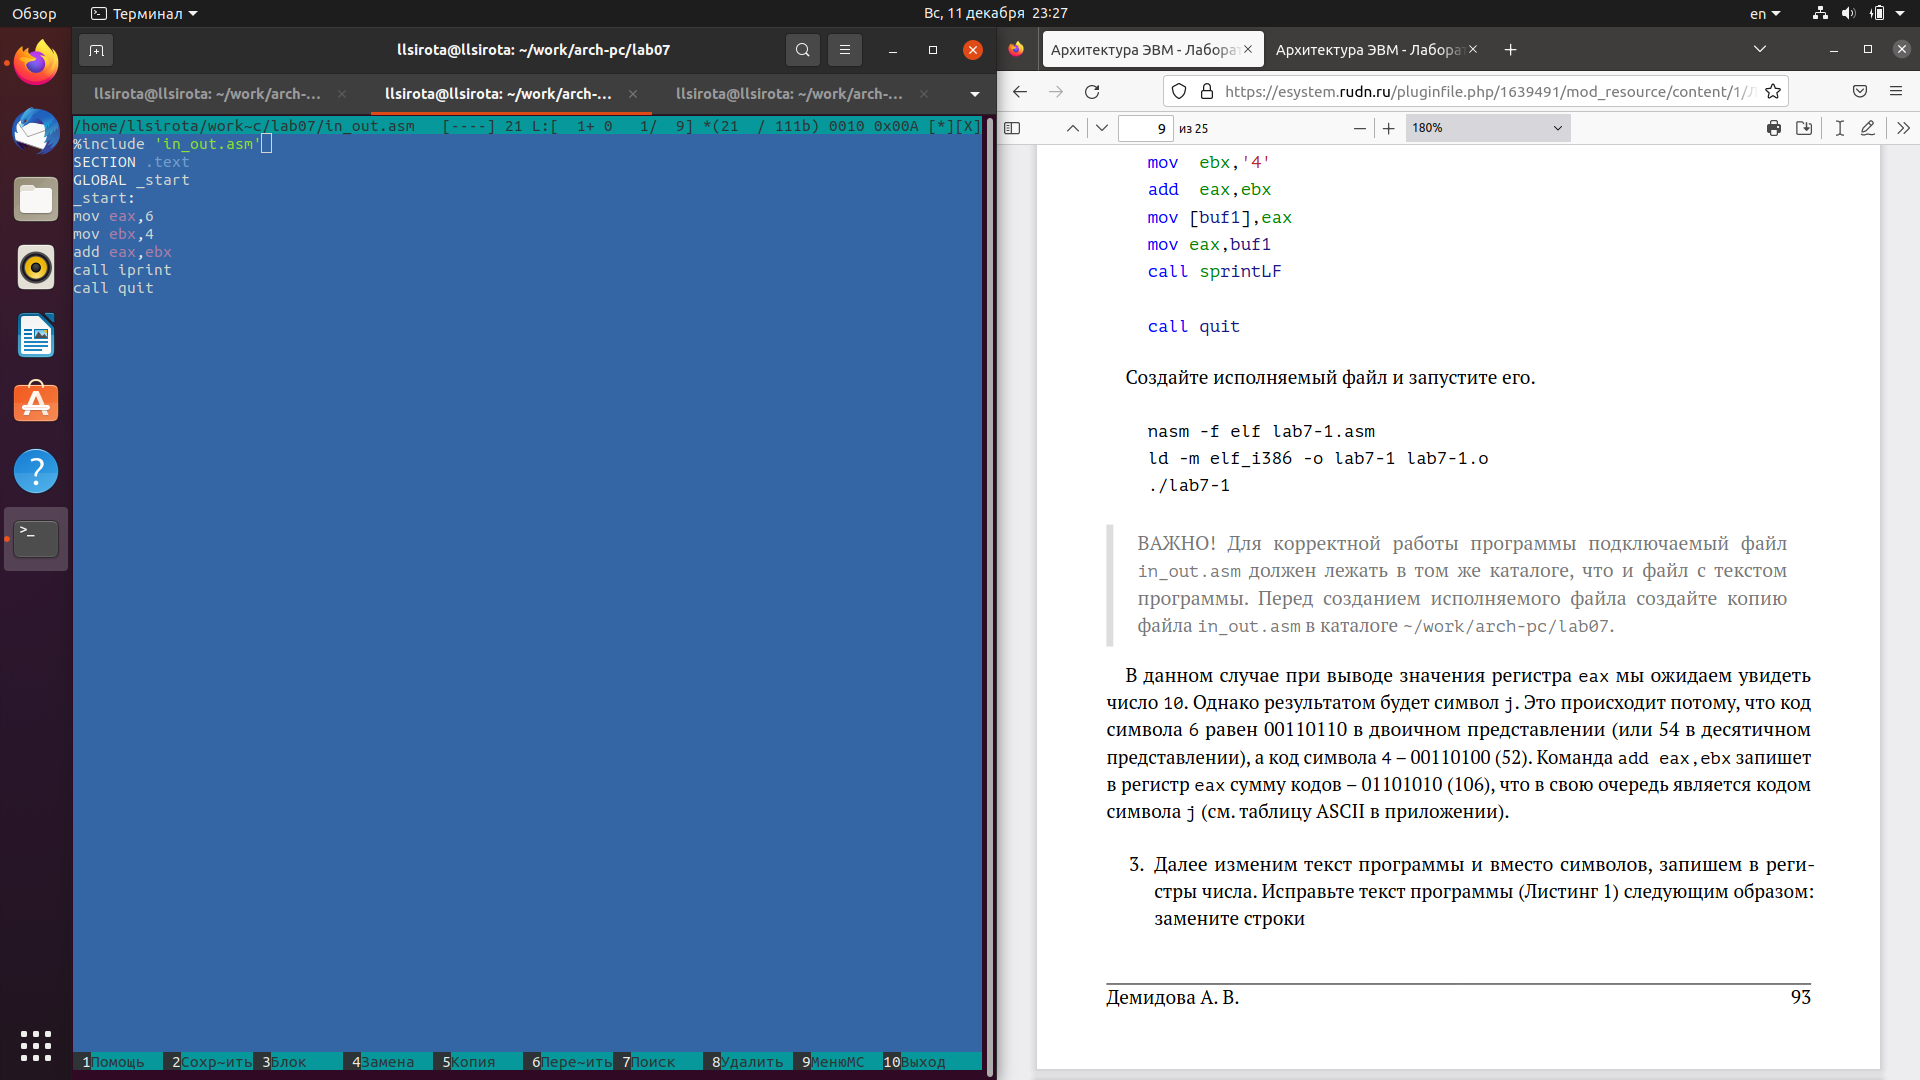 Обзор
Терминал
Вс, 11 декабря 23:27
en
llsirota@llsirota: ~/work/arch-pc/lab07
llsirota@llsirota: ~/work/arch-...
llsirota@llsirota: ~/work/arch-...
llsirota@llsirota: ~/work/arch-...
/home/llsirota/work~c/lab07/in_out.asm [----] 21 L:[ 1+ 0 1/ 9] *(21 / 111b) 0010 0x00A [*][X]
%include 'in_out.asm'
SECTION .text
GLOBAL _start
_start:
mov eax,6
mov ebx,4
add eax,ebx
call iprint
call quit
1Помощь 2Сохр~ить 3Блок 4Замена 5Копия 6Пере~ить 7Поиск 8Удалить 9МенюМС 10Выход
Архитектура ЭВМ - Лаборат
Архитектура ЭВМ - Лаборат
https://esystem.rudn.ru/pluginfile.php/1639491/mod_resource/content/1/Л
9 из 25
180%
mov ebx,'4'
add eax,ebx
mov [buf1],eax
mov eax,buf1
call sprintLF
call quit
Создайте исполняемый файл и запустите его.
nasm -f elf lab7-1.asm
ld -m elf_i386 -o lab7-1 lab7-1.o
./lab7-1
ВАЖНО! Для корректной работы программы подключаемый файл
in_out.asm должен лежать в том же каталоге, что и файл с текстом
программы. Перед созданием исполняемого файла создайте копию
файла in_out.asm в каталоге ~/work/arch-pc/lab07.
В данном случае при выводе значения регистра eax мы ожидаем увидеть
число 10. Однако результатом будет символ j. Это происходит потому, что код
символа 6 равен 00110110 в двоичном представлении (или 54 в десятичном
представлении), а код символа 4 – 00110100 (52). Команда add eax,ebx запишет
в регистр eax сумму кодов – 01101010 (106), что в свою очередь является кодом
символа j (см. таблицу ASCII в приложении).
3. Далее изменим текст программы и вместо символов, запишем в реги-
стры числа. Исправьте текст программы (Листинг 1) следующим образом:
замените строки
Демидова А. В. 93